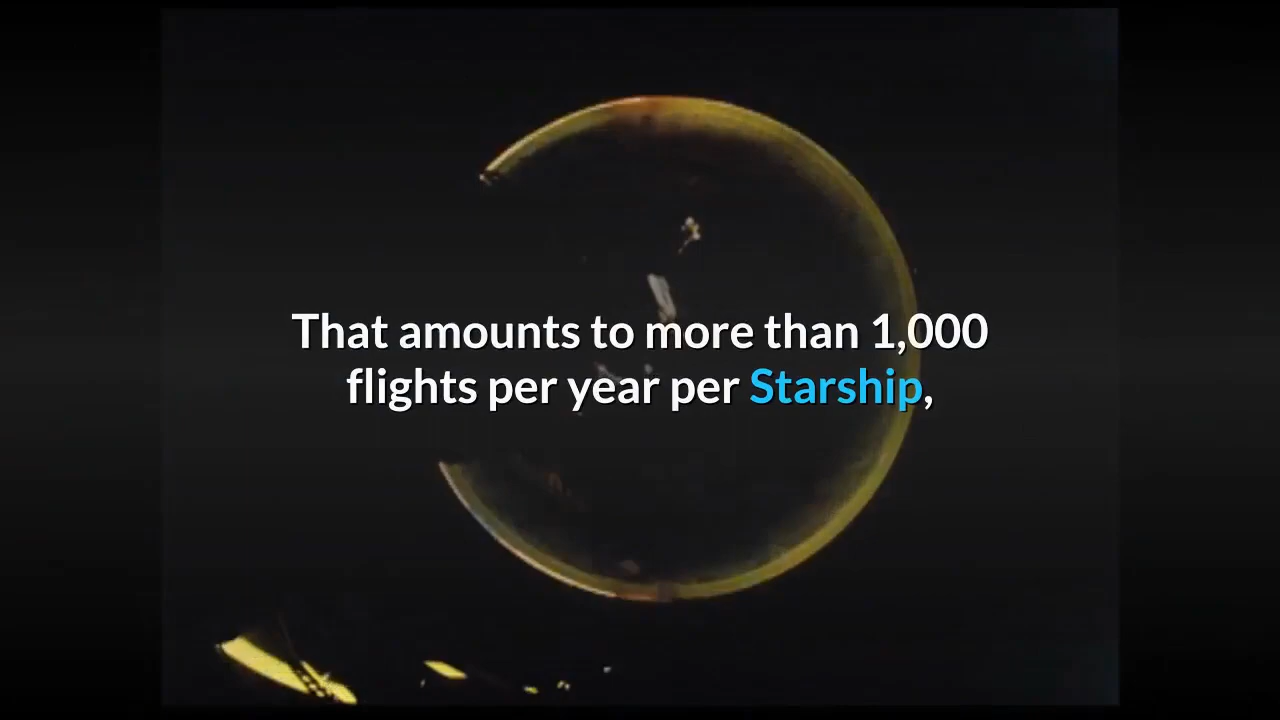 That amounts to more than 1,000
flights per year per Starship,